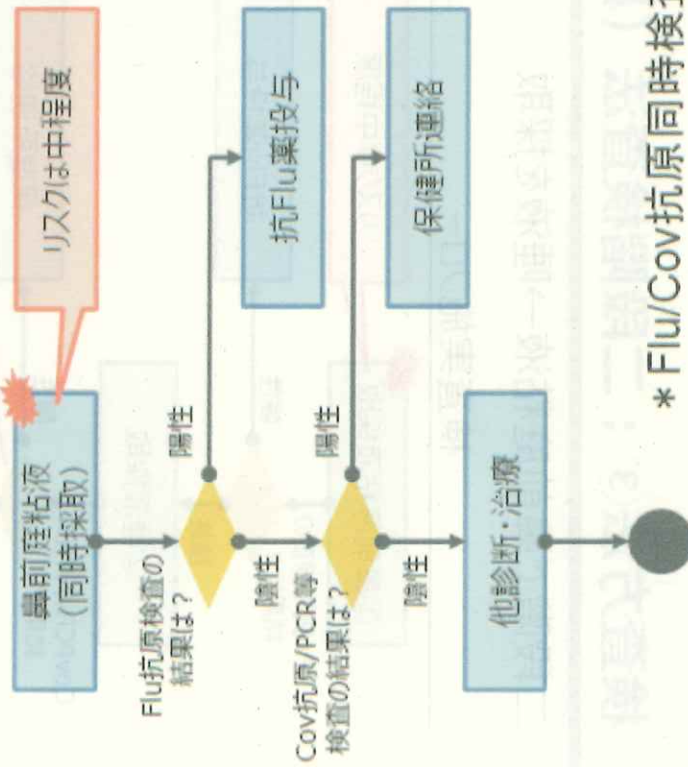 鼻前庭粘液
(同時採取)
リスクは中程度
Flu抗原検査の
結果は？
陽性
抗Flu薬投与
陰性
Cov抗原/PCR等
検査の結果は？
陽性
保健所連絡
陰性
他診断・治療
＊Flu/Cov抗原同時検